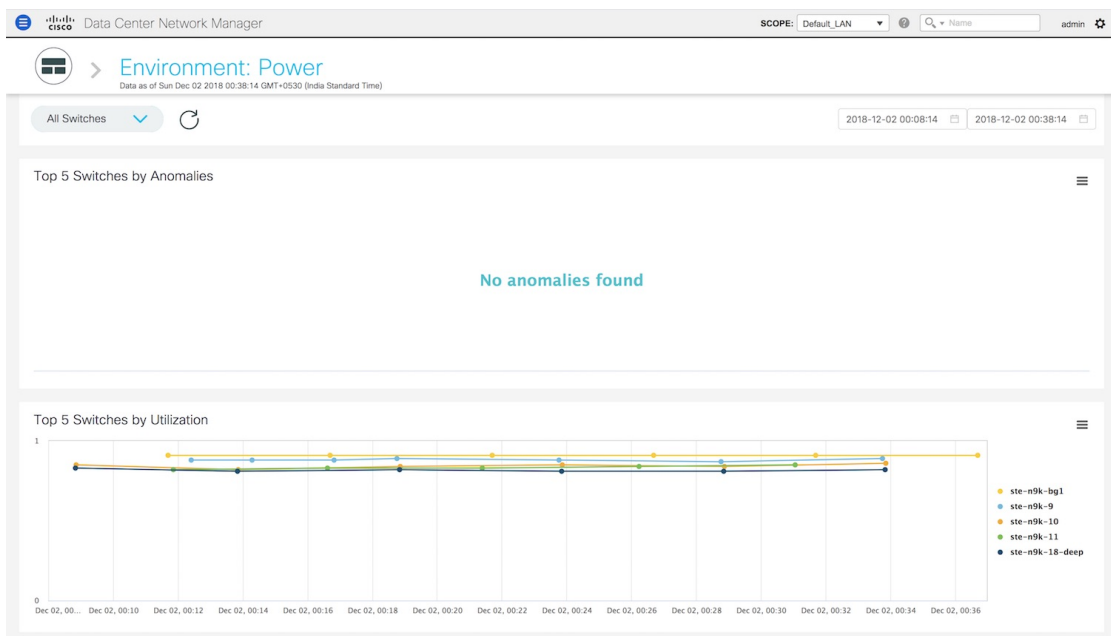 cisco Data Center Network Manager
SCOPE: Default_LAN
Name
admin
Environment: Power
Data as of Sun Dec 02 2018 00:38:14 GMT+0530 (India Standard Time)
All Switches
2018-12-02 00:08:14 2018-12-02 00:38:14
Top 5 Switches by Anomalies
No anomalies found
Top 5 Switches by Utilization
1
0
ste-n9k-bg1
ste-n9k-9
ste-n9k-10
ste-n9k-11
ste-n9k-18-deep
Dec 02, 00... Dec 02, 00:10 Dec 02, 00:12 Dec 02, 00:14 Dec 02, 00:16 Dec 02, 00:18 Dec 02, 00:20 Dec 02, 00:22 Dec 02, 00:24 Dec 02, 00:26 Dec 02, 00:28 Dec 02, 00:30 Dec 02, 00:32 Dec 02, 00:34 Dec 02, 00:36